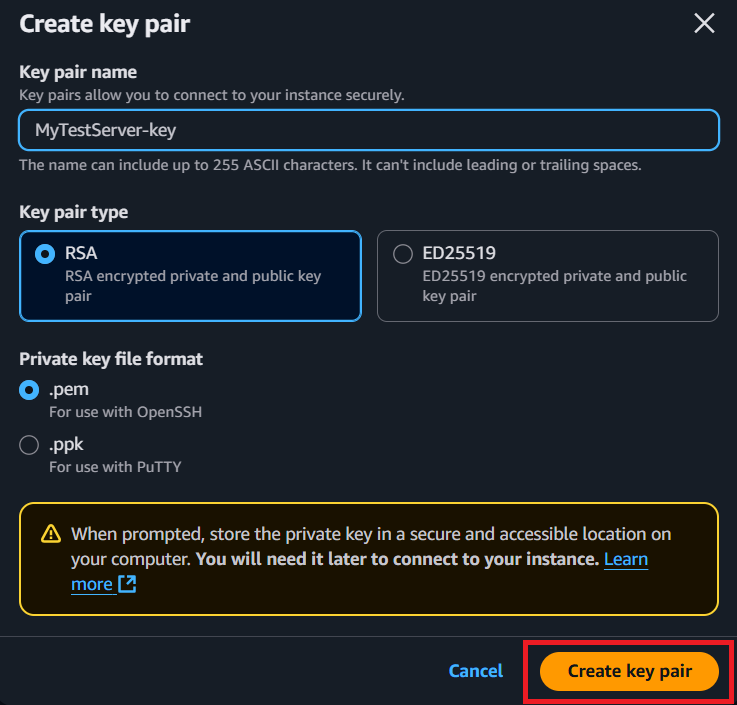 Create key pair
Key pair name
Key pairs allow you to connect to your instance securely.
MyTestServer-key
The name can include up to 255 ASCII characters. It can't include leading or trailing spaces.
Key pair type
RSA
RSA encrypted private and public key
pair
ED25519
ED25519 encrypted private and public
key pair
Private key file format
.pem
For use with OpenSSH
.ppk
For use with PuTTY
When prompted, store the private key in a secure and accessible location on
your computer. You will need it later to connect to your instance. Learn
more
Cancel
Create key pair